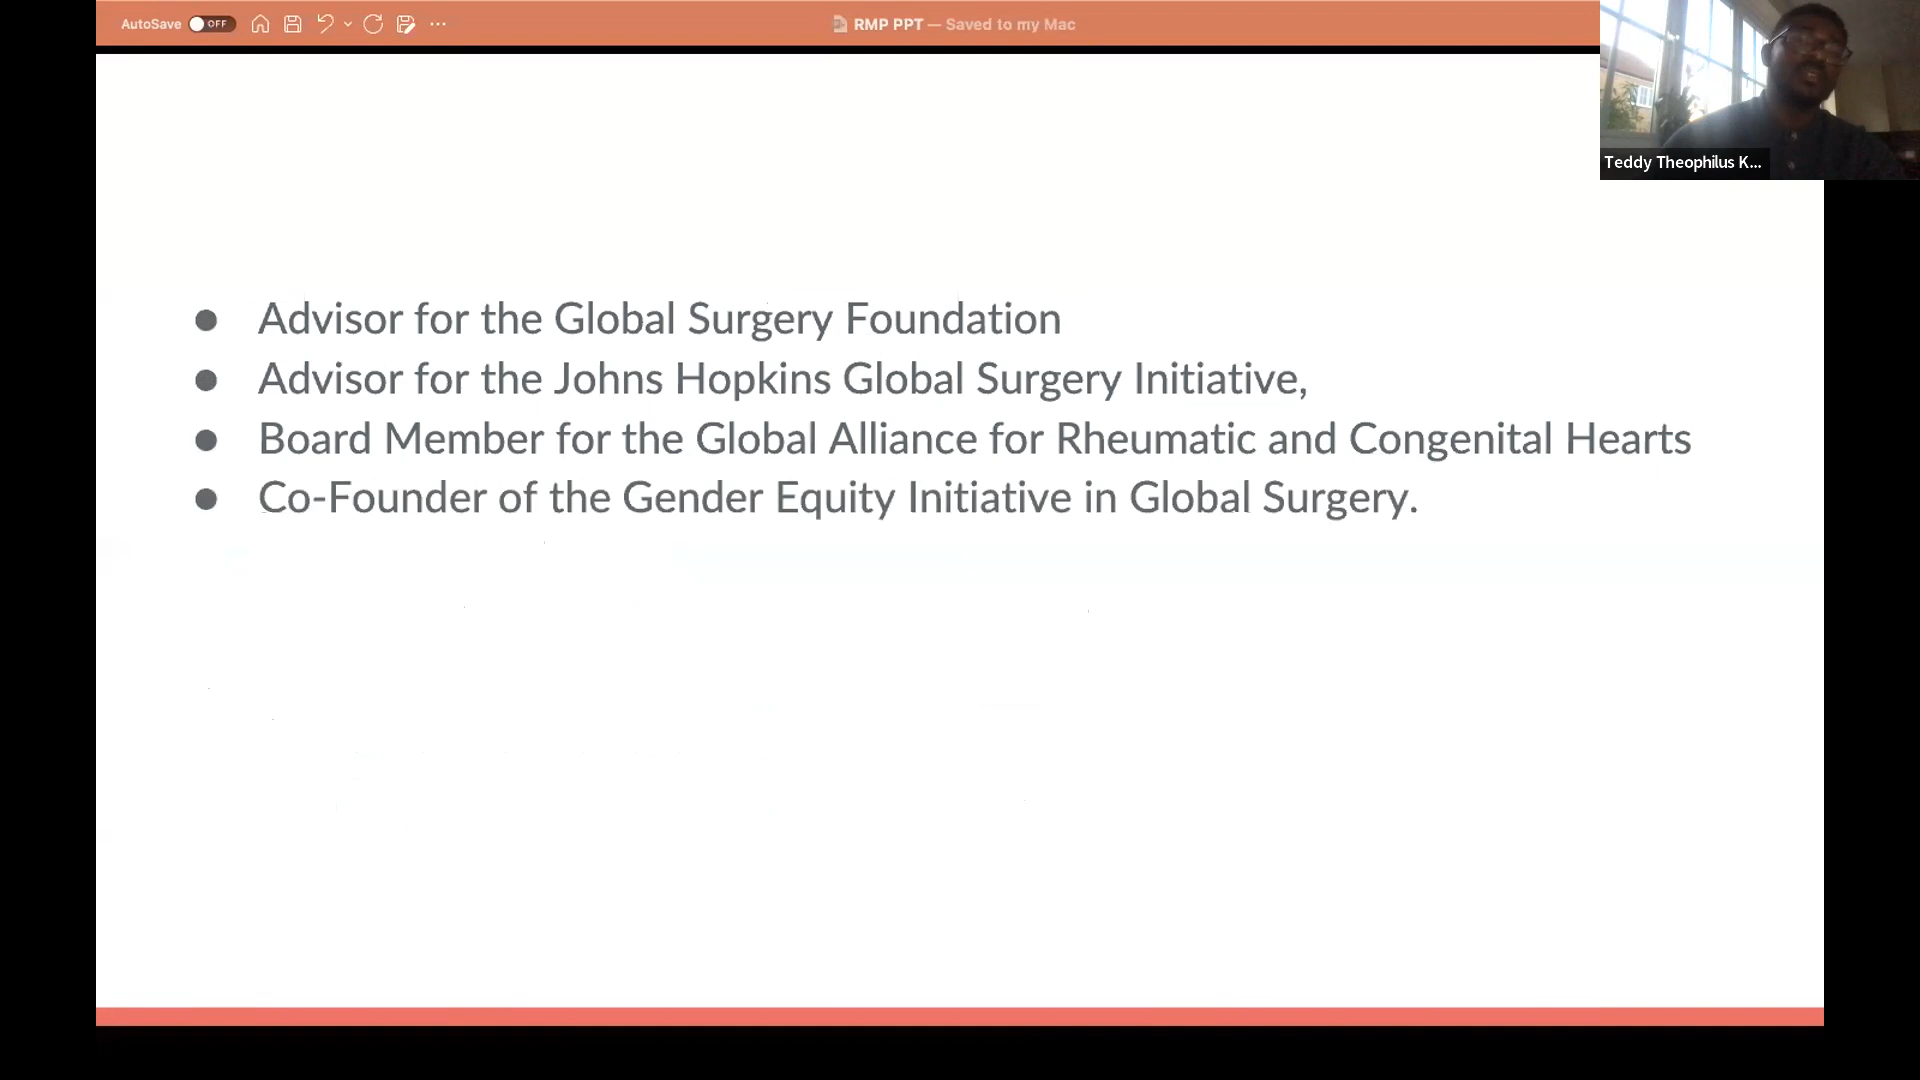 AutoSave OFF
RMP PPT — Saved to my Mac
Teddy Theophilus K...
● Advisor for the Global Surgery Foundation
● Advisor for the Johns Hopkins Global Surgery Initiative,
● Board Member for the Global Alliance for Rheumatic and Congenital Hearts
● Co-Founder of the Gender Equity Initiative in Global Surgery.